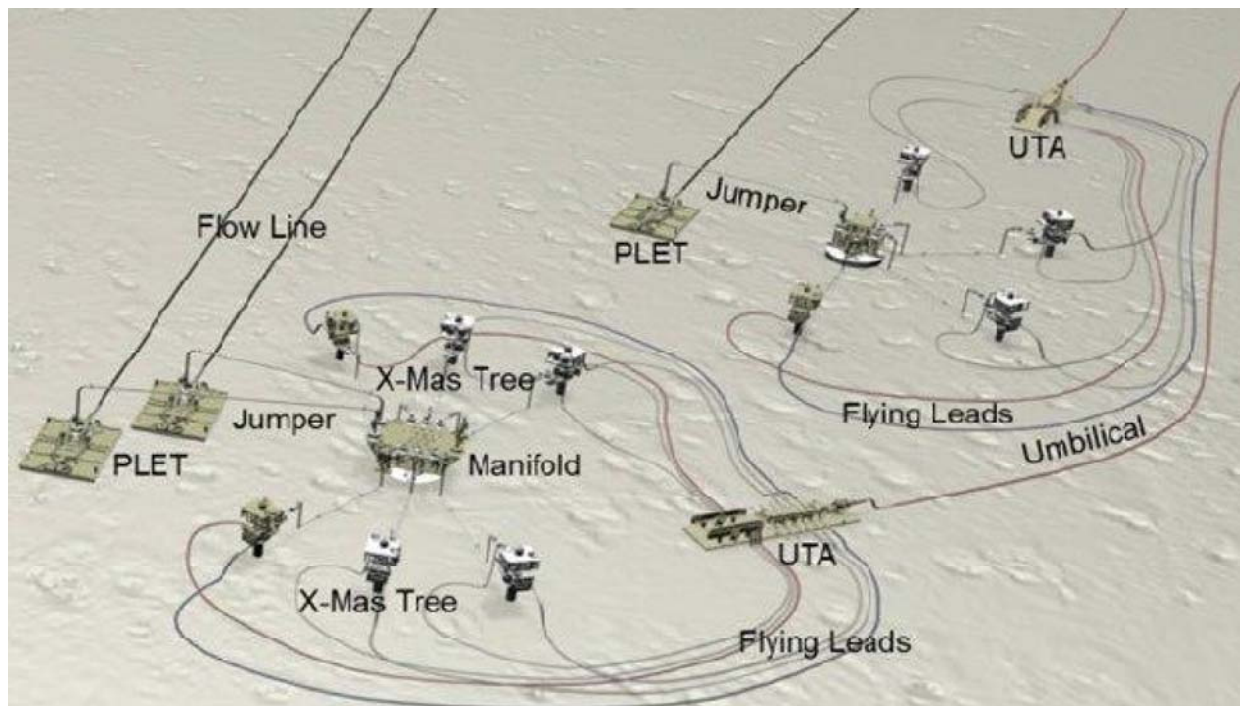 UTA
Jumper
Flow Line
PLET
X-Mas Tree
Flying Leads
Jumper
Umbilical
PLET
Manifold
UTA
X-Mas Tree
Flying Leads